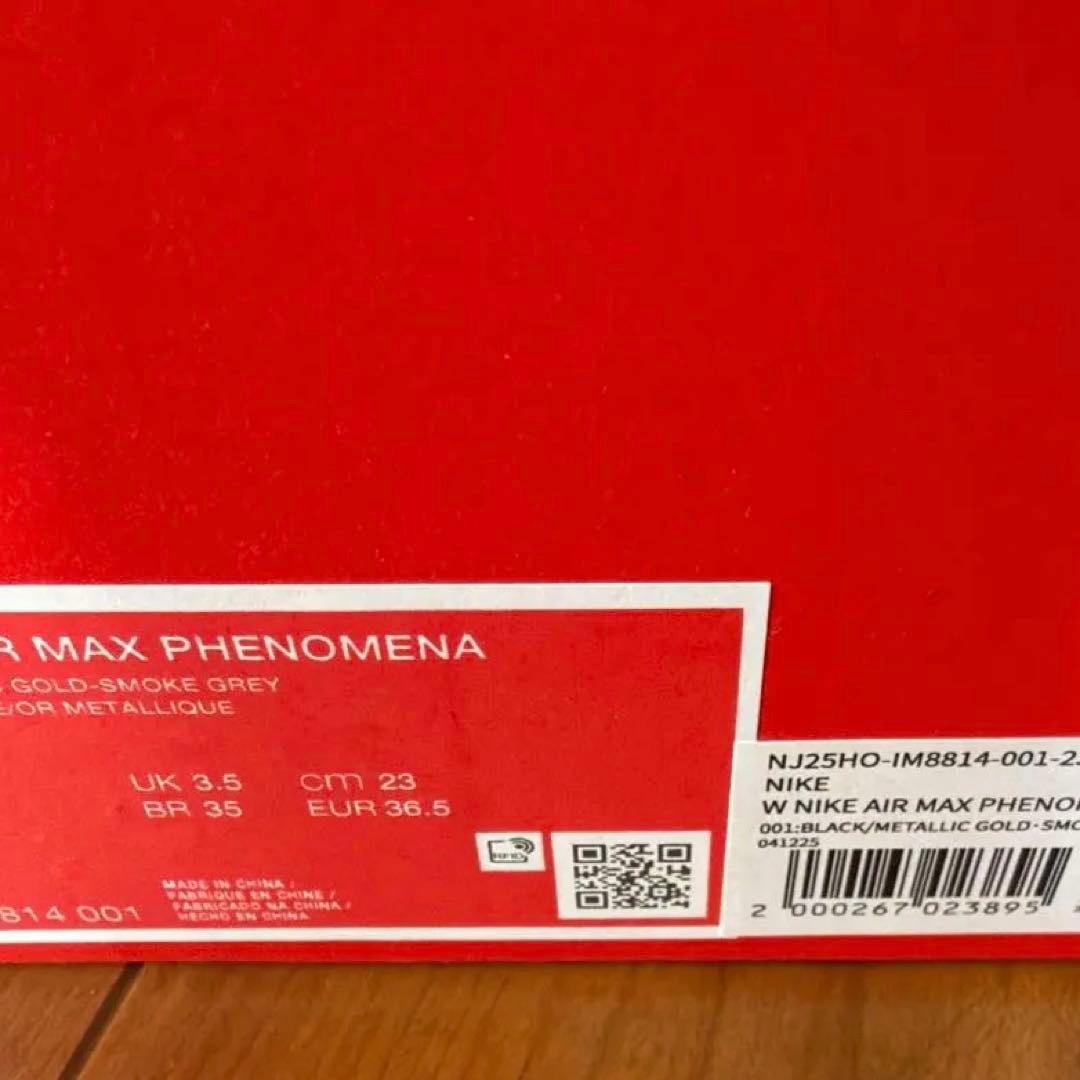 R MAX PHENOMENA
GOLD-SMOKE GREY
E/OR METALLIQUE
UK 3.5 cm 23
BR 35 EUR 36.5
RFID
MADE IN CHINA /
FABRIQUE EN CHINE /
FABRICADO NA CHINA /
HECHO EN CHINA
814 001
NJ25HO-IM8814-001-2
NIKE
W NIKE AIR MAX PHENO
001:BLACK/METALLIC GOLD·SMO
041225
2 000267 023895